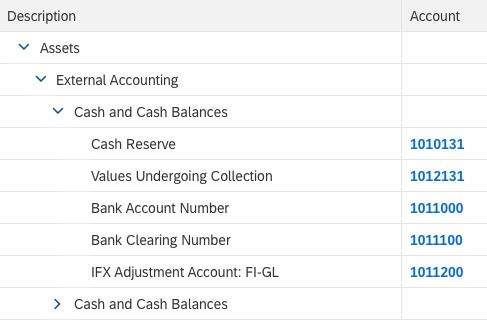 Description Account
Assets
External Accounting
Cash and Cash Balances
Cash Reserve 1010131
Values Undergoing Collection 1012131
Bank Account Number 1011000
Bank Clearing Number 1011100
IFX Adjustment Account: FI-GL 1011200
Cash and Cash Balances